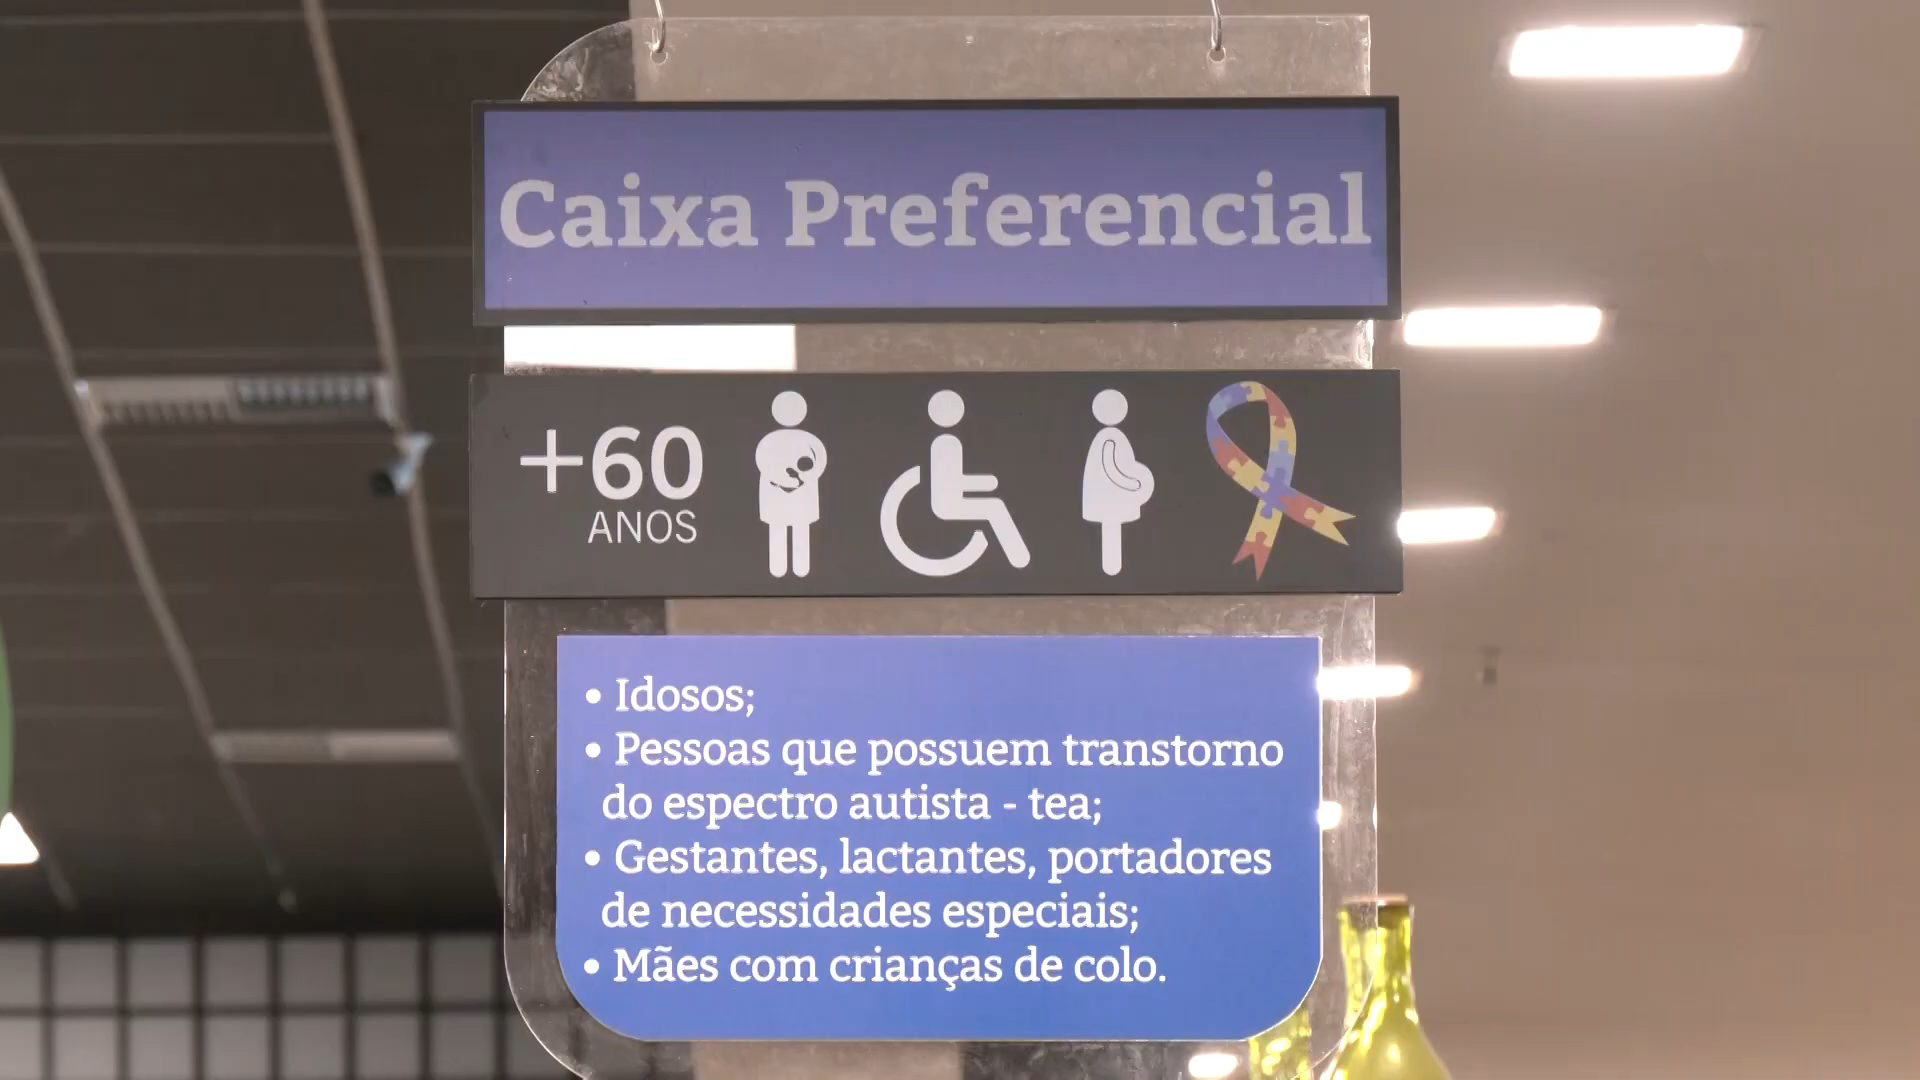 Caixa Preferencial
+60
ANOS
• Idosos;
• Pessoas que possuem transtorno
do espectro autista - tea;
• Gestantes, lactantes, portadores
de necessidades especiais;
• Mães com crianças de colo.